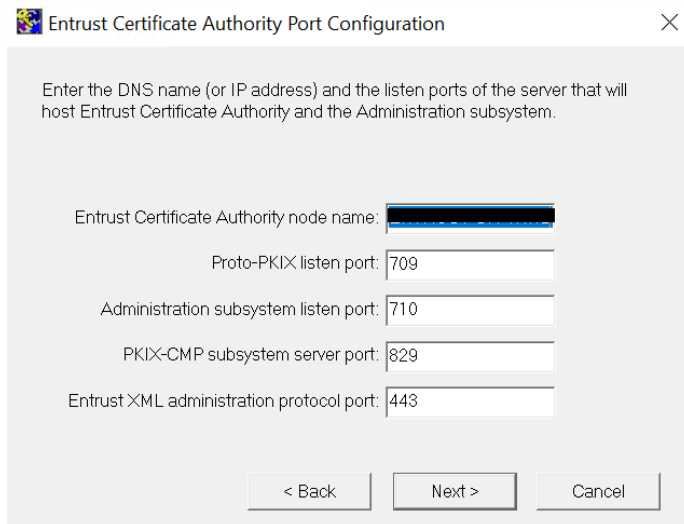 Entrust Certificate Authority Port Configuration
Enter the DNS name (or IP address) and the listen ports of the server that will
host Entrust Certificate Authority and the Administration subsystem.
Entrust Certificate Authority node name:
Proto-PKIX listen port: 709
Administration subsystem listen port: 710
PKIX-CMP subsystem server port: 829
Entrust XML administration protocol port: 443
< Back Next > Cancel